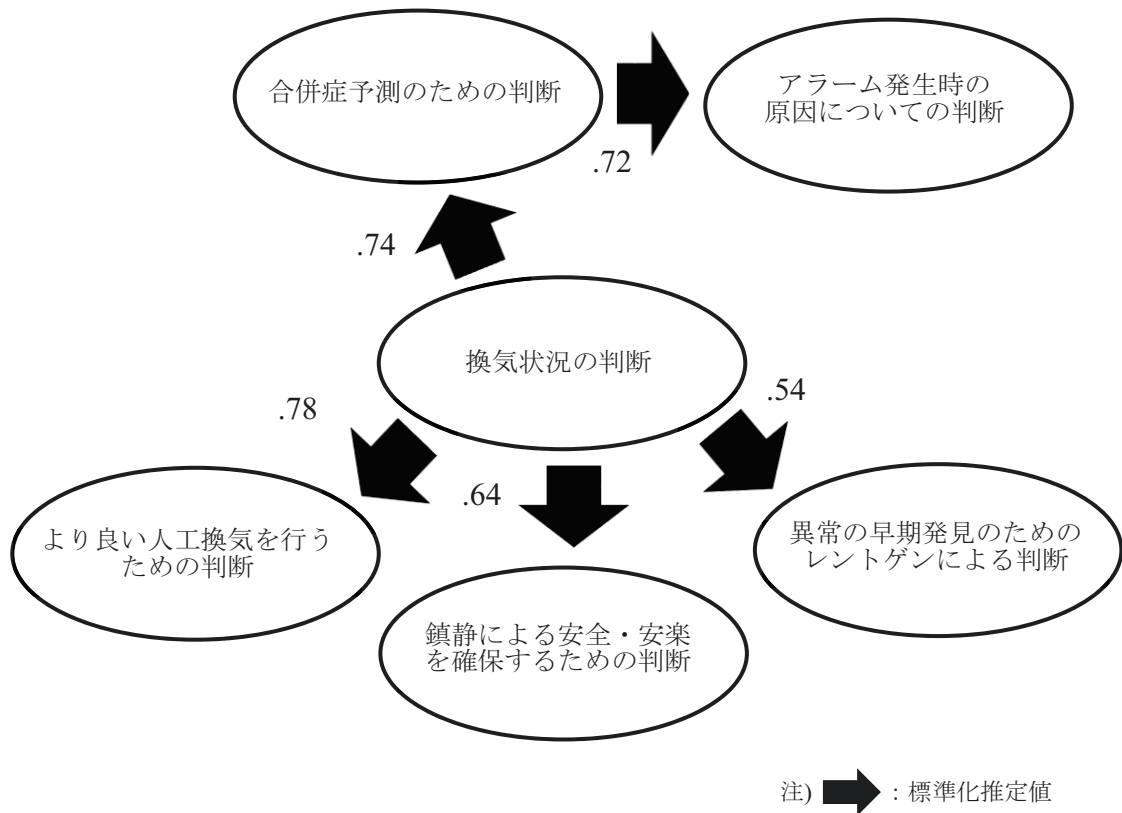 合併症予測のための判断
アラーム発生時の
原因についての判断
.72
.74
換気状況の判断
.54
.78
.64
より良い人工換気を行う
ための判断
異常の早期発見のための
レントゲンによる判断
鎮静による安全・安楽
を確保するための判断
注) : 標準化推定値